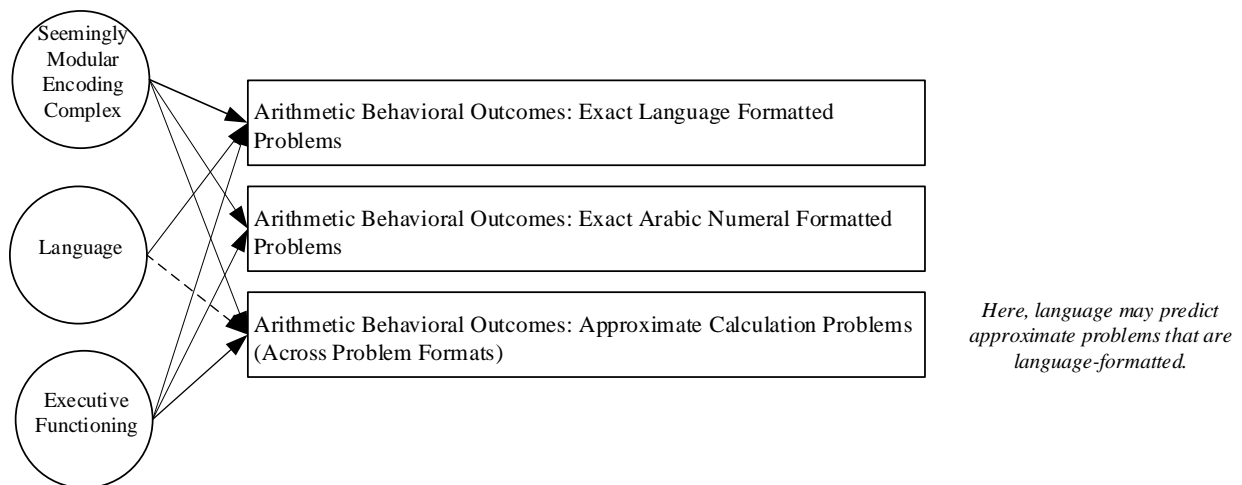 Seemingly
Modular
Encoding
Complex
Arithmetic Behavioral Outcomes: Exact Language Formatted
Problems
Language
Arithmetic Behavioral Outcomes: Exact Arabic Numeral Formatted
Problems
Arithmetic Behavioral Outcomes: Approximate Calculation Problems
(Across Problem Formats)
Here, language may predict
approximate problems that are
language-formatted.
Executive
Functioning